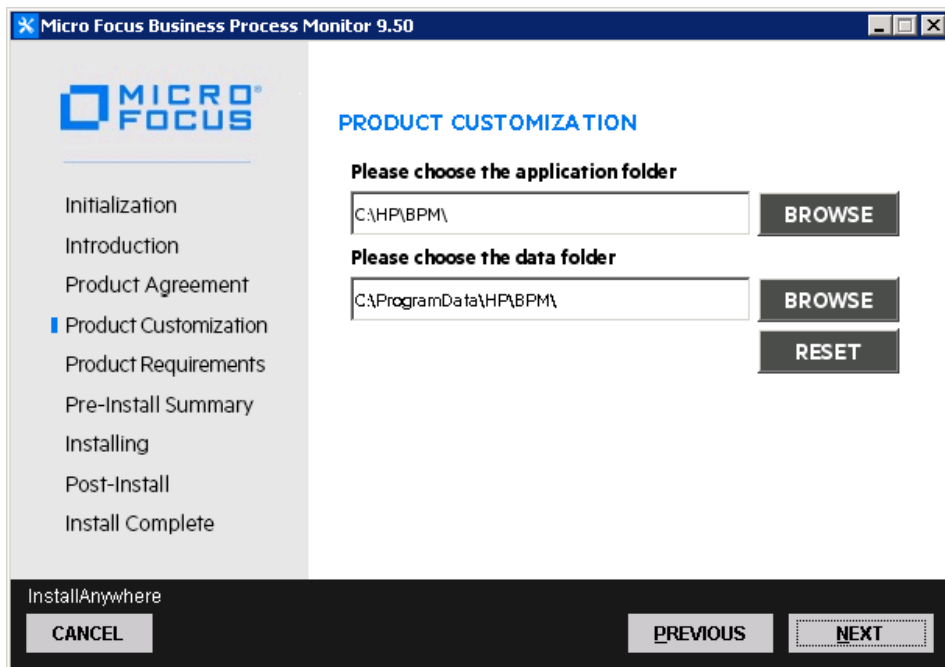 Micro Focus Business Process Monitor 9.50
MICRO
FOCUS
Initialization
Introduction
Product Agreement
Product Customization
Product Requirements
Pre-Install Summary
Installing
Post-Install
Install Complete
PRODUCT CUSTOMIZATION
Please choose the application folder
C:\HP\BPM\
BROWSE
Please choose the data folder
C:\ProgramData\HP\BPM\
BROWSE
RESET
InstallAnywhere
CANCEL
PREVIOUS
NEXT